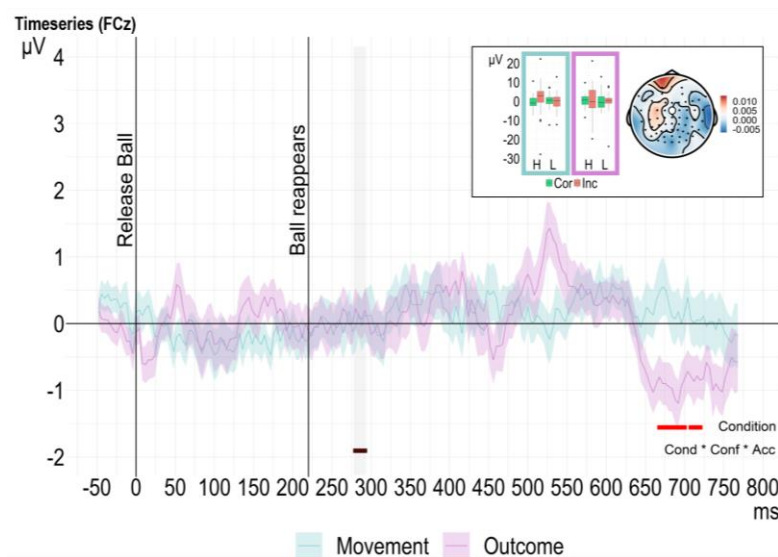 Timeseries (FCz)
µV
4
3
2
1
0
-1
-2
Release Ball
Ball reappears
µV
20
10
0
-10
-20
-30
H L H L
Cor Inc
0.010
0.005
0.000
-0.005
Condition
Cond * Conf * Acc
-50 0 50 100 150 200 250 300 350 400 450 500 550 600 650 700 750 800
ms
Movement Outcome